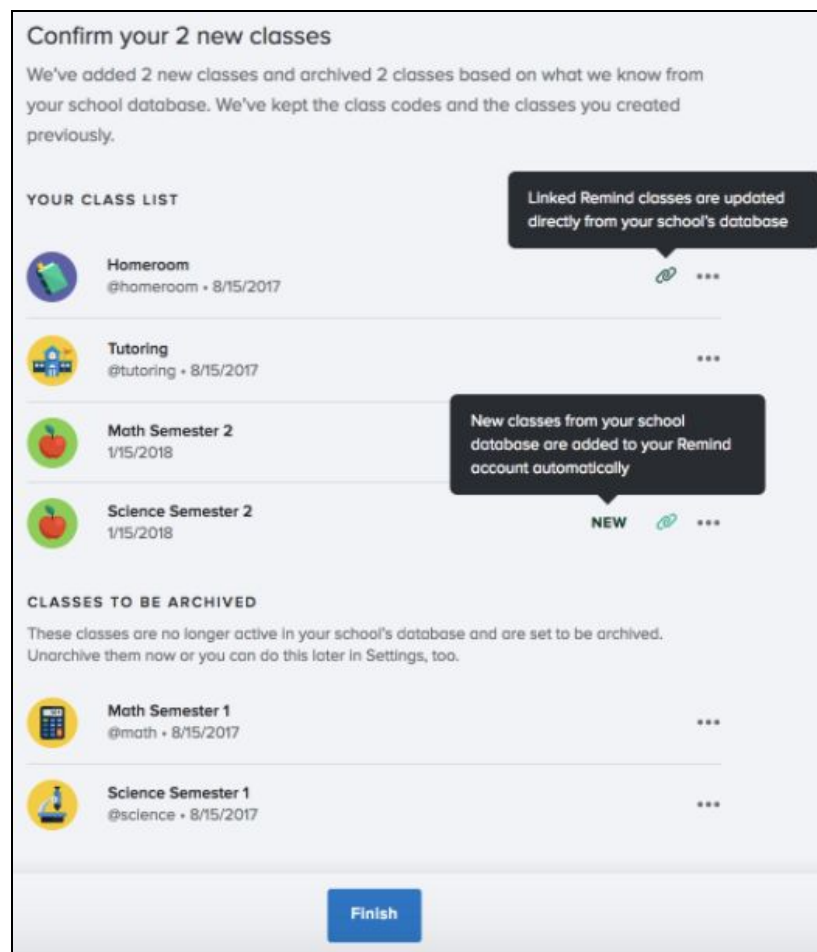 Confirm your 2 new classes
We've added 2 new classes and archived 2 classes based on what we know from
your school database. We've kept the class codes and the classes you created
previously.
YOUR CLASS LIST
Linked Remind classes are updated
directly from your school's database
Homeroom
@homeroom • 8/15/2017
Tutoring
@tutoring • 8/15/2017
Math Semester 2
1/15/2018
New classes from your school
database are added to your Remind
account automatically
Science Semester 2
1/15/2018
NEW
CLASSES TO BE ARCHIVED
These classes are no longer active in your school's database and are set to be archived.
Unarchive them now or you can do this later in Settings, too.
Math Semester 1
@math • 8/15/2017
Science Semester 1
@science • 8/15/2017
Finish